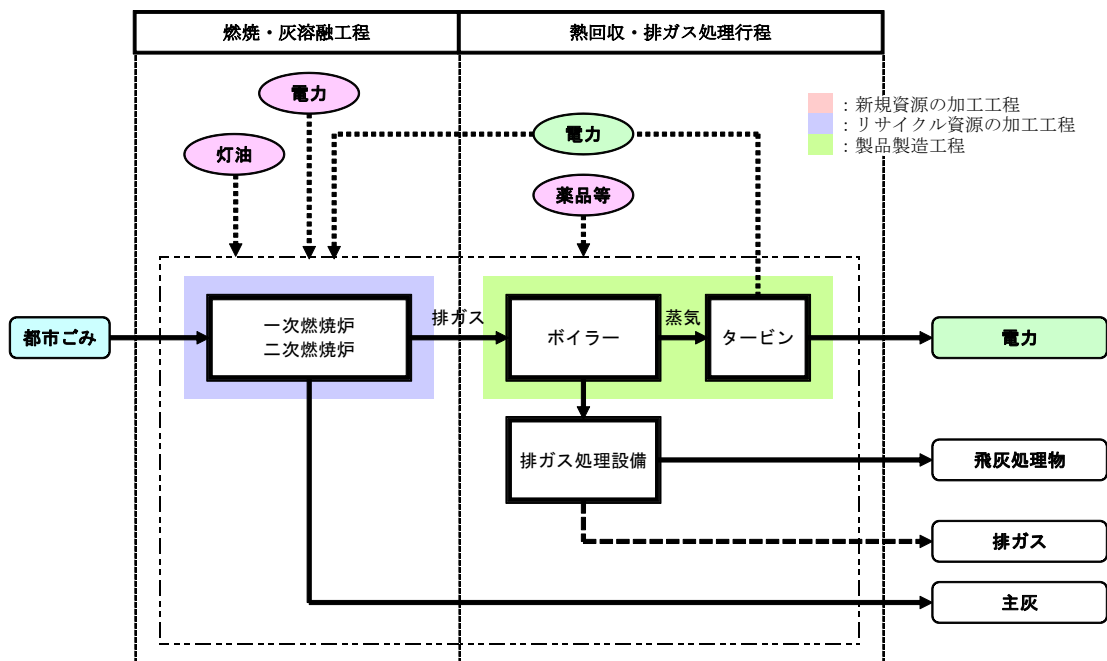 燃焼・灰溶融工程
熱回収・排ガス処理行程
電力
：新規資源の加工工程
：リサイクル資源の加工工程
：製品製造工程
灯油
電力
薬品等
都市ごみ
一次燃焼炉
二次燃焼炉
排ガス
ボイラー
蒸気
タービン
電力
排ガス処理設備
飛灰処理物
排ガス
主灰